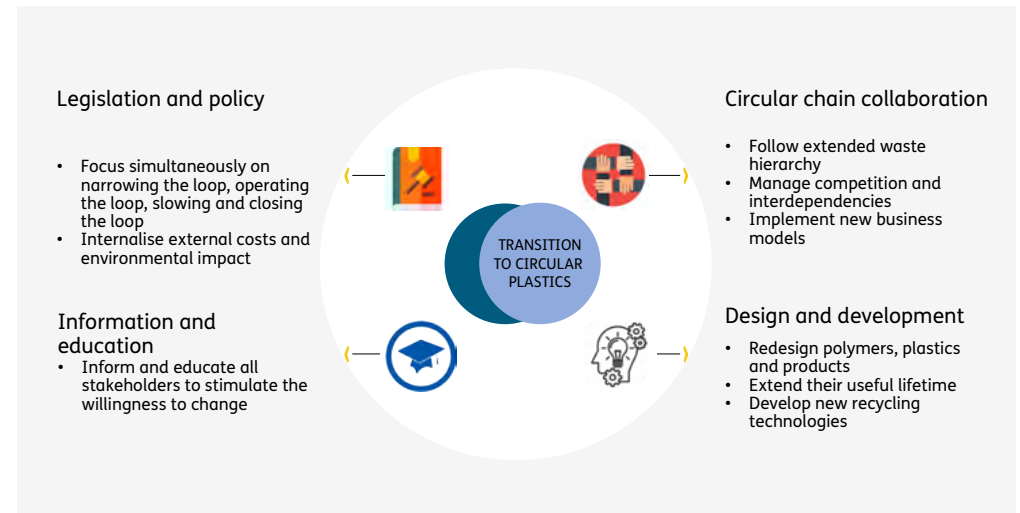 Legislation and policy
• Focus simultaneously on
narrowing the loop, operating
the loop, slowing and closing
the loop
• Internalise external costs and
environmental impact
Information and
education
• Inform and educate all
stakeholders to stimulate the
willingness to change
TRANSITION
TO CIRCULAR
PLASTICS
Circular chain collaboration
• Follow extended waste
hierarchy
• Manage competition and
interdependencies
• Implement new business
models
Design and development
• Redesign polymers, plastics
and products
• Extend their useful lifetime
• Develop new recycling
technologies